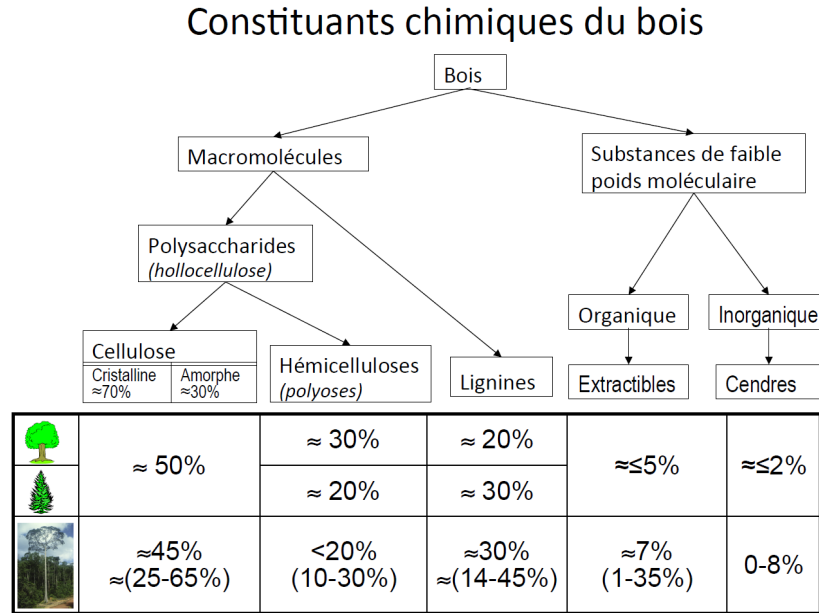 Constituants chimiques du bois
Bois
Macromolécules
Substances de faible
poids moléculaire
Polysaccharides
(hollocellulose)
Organique
Inorganique
Cellulose
Cristalline
≈70%
Amorphe
≈30%
Hémicelluloses
(polyoses)
Lignines
Extractibles
Cendres
≈ 50%
≈ 30%
≈ 20%
≈≤5%
≈≤2%
≈ 20%
≈ 30%
≈45%
≈(25-65%)
<20%
(10-30%)
≈30%
≈(14-45%)
≈7%
(1-35%)
0-8%